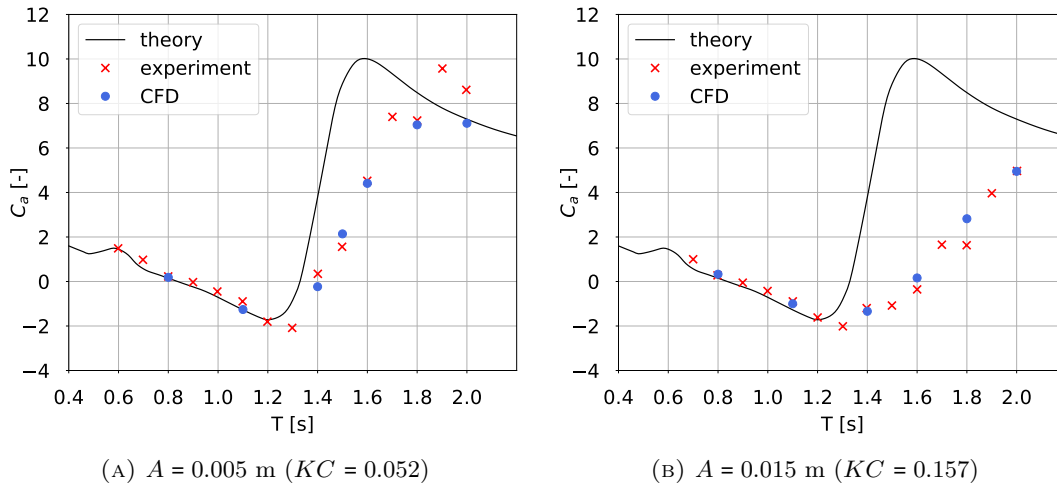 12
10
8
6
4
2
0
−2
−4
C_a [-]
theory
experiment
CFD
0.4 0.6 0.8 1.0 1.2 1.4 1.6 1.8 2.0
T [s]
(A) A = 0.005 m (KC = 0.052)
12
10
8
6
4
2
0
−2
−4
C_a [-]
theory
experiment
CFD
0.4 0.6 0.8 1.0 1.2 1.4 1.6 1.8 2.0
T [s]
(B) A = 0.015 m (KC = 0.157)